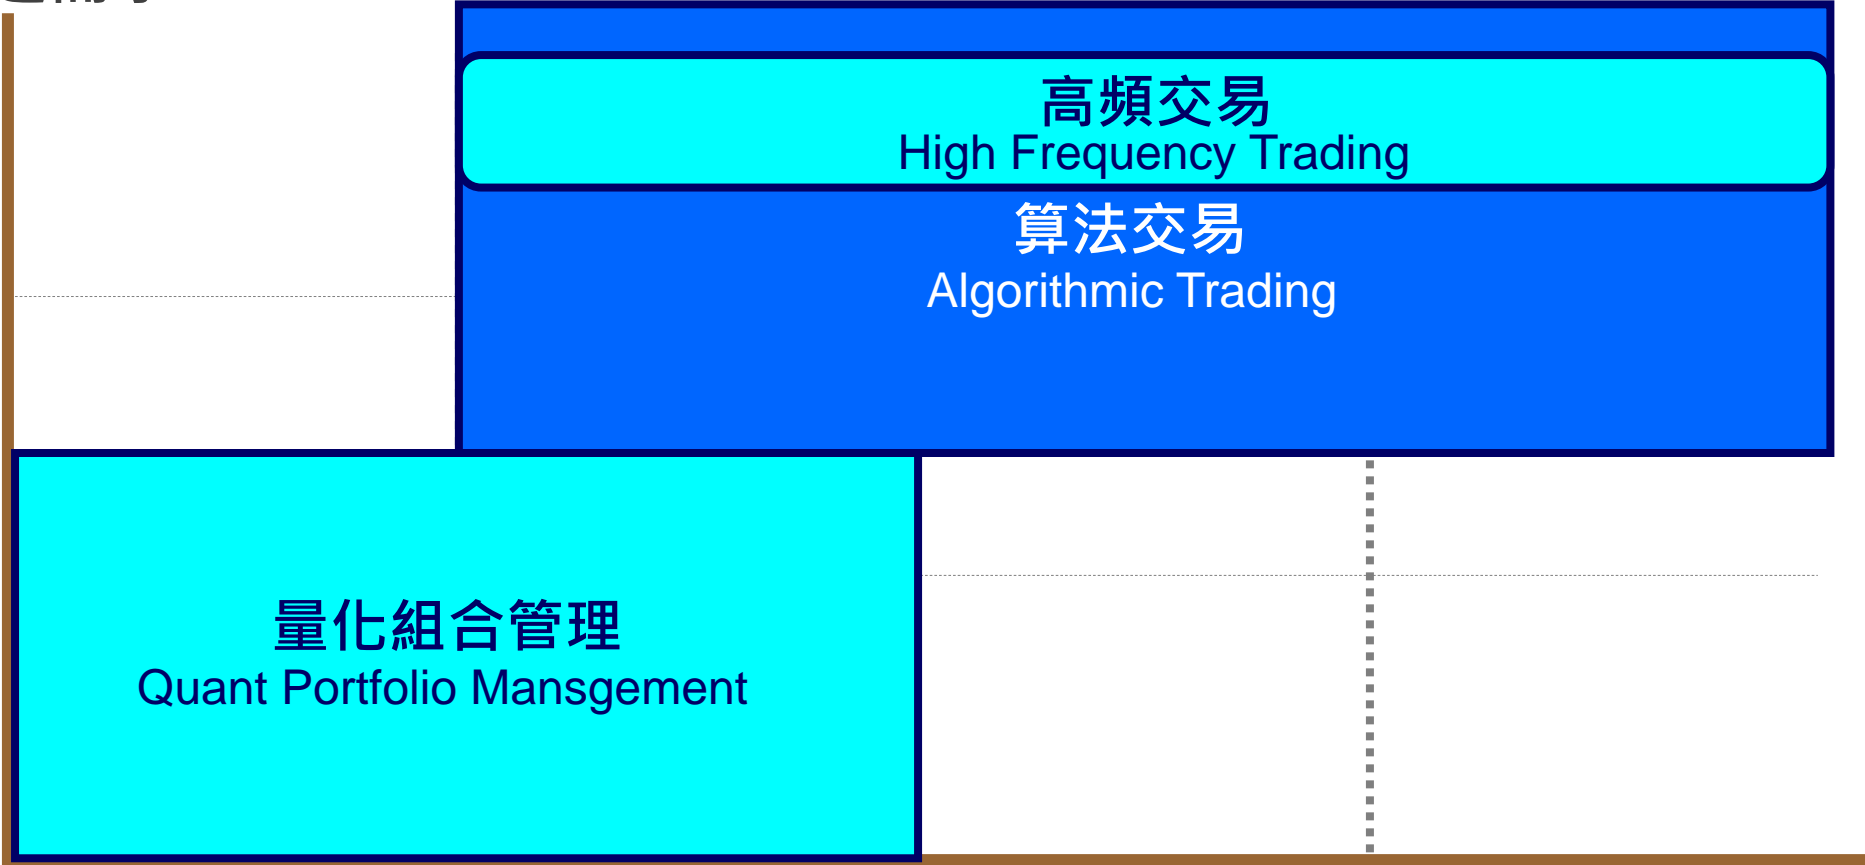 高頻交易
High Frequency Trading
算法交易
Algorithmic Trading
量化組合管理
Quant Portfolio Mansgement